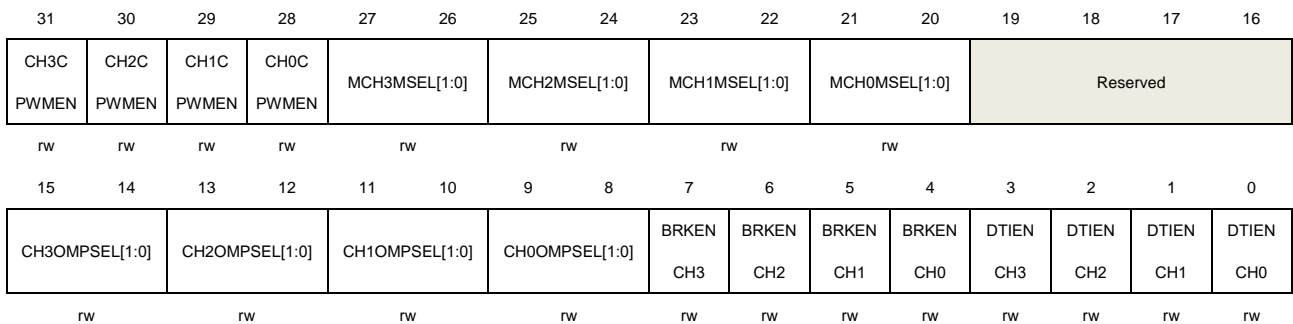 31 30 29 28 27 26 25 24 23 22 21 20 19 18 17 16
CH3C CH2C CH1C CH0C
MCH3MSEL[1:0] MCH2MSEL[1:0] MCH1MSEL[1:0] MCH0MSEL[1:0] Reserved
PWMEN PWMEN PWMEN PWMEN
rw rw rw rw rw rw rw rw
15 14 13 12 11 10 9 8 7 6 5 4 3 2 1 0
BRKEN BRKEN BRKEN BRKEN DTIEN DTIEN DTIEN DTIEN
CH3OMPSEL[1:0] CH2OMPSEL[1:0] CH1OMPSEL[1:0] CH0OMPSEL[1:0]
CH3 CH2 CH1 CH0 CH3 CH2 CH1 CH0
rw rw rw rw rw rw rw rw rw rw rw rw